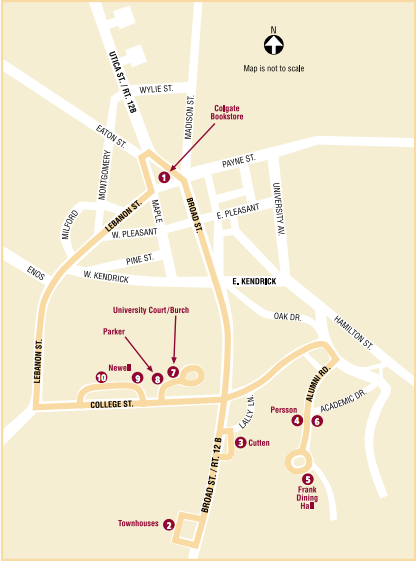 N
Map is not to scale
UTICA ST. / RT. 12B
WYLIE ST.
MADISON ST.
Colgate
Bookstore
EATON ST.
MONTGOMERY
PAYNE ST.
1
LEBANON ST.
MAPLE
BROAD ST.
UNIVERSITY AV.
E. PLEASANT
MILFORD
W. PLEASANT
PINE ST.
ENOS
W. KENDRICK
E. KENDRICK
University Court/Burch
OAK DR.
HAMILTON ST.
Parker
LEBANON ST.
Newell
10
9
8
7
COLLEGE ST.
ALUMNI RD.
ACADEMIC DR.
LALLY LN.
Persson
4
6
3
Cutten
BROAD ST. / RT. 12 B
5
Frank
Dining
Hall
Townhouses
2